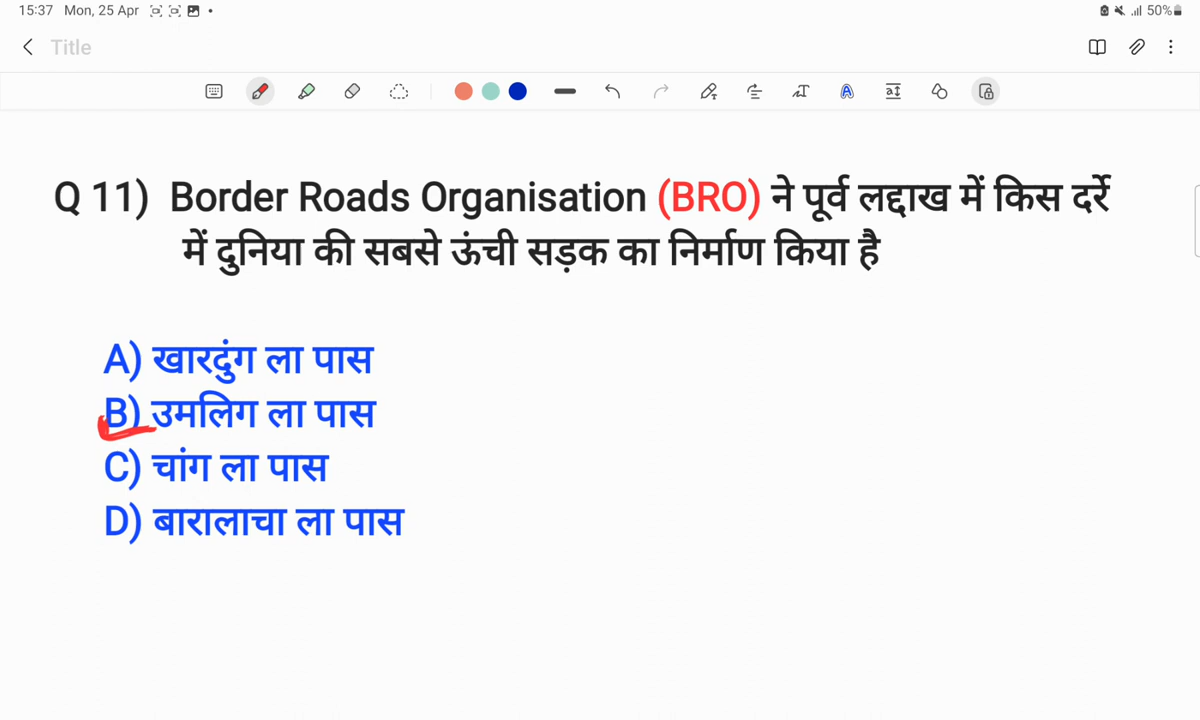 15:37 Mon, 25 Apr 50%
Title
Q 11) Border Roads Organisation (BRO) ने पूर्व लद्दाख में किस दर्रे
में दुनिया की सबसे ऊंची सड़क का निर्माण किया है
A) खारदुंग ला पास
B) उमलिग ला पास
C) चांग ला पास
D) बारालाचा ला पास